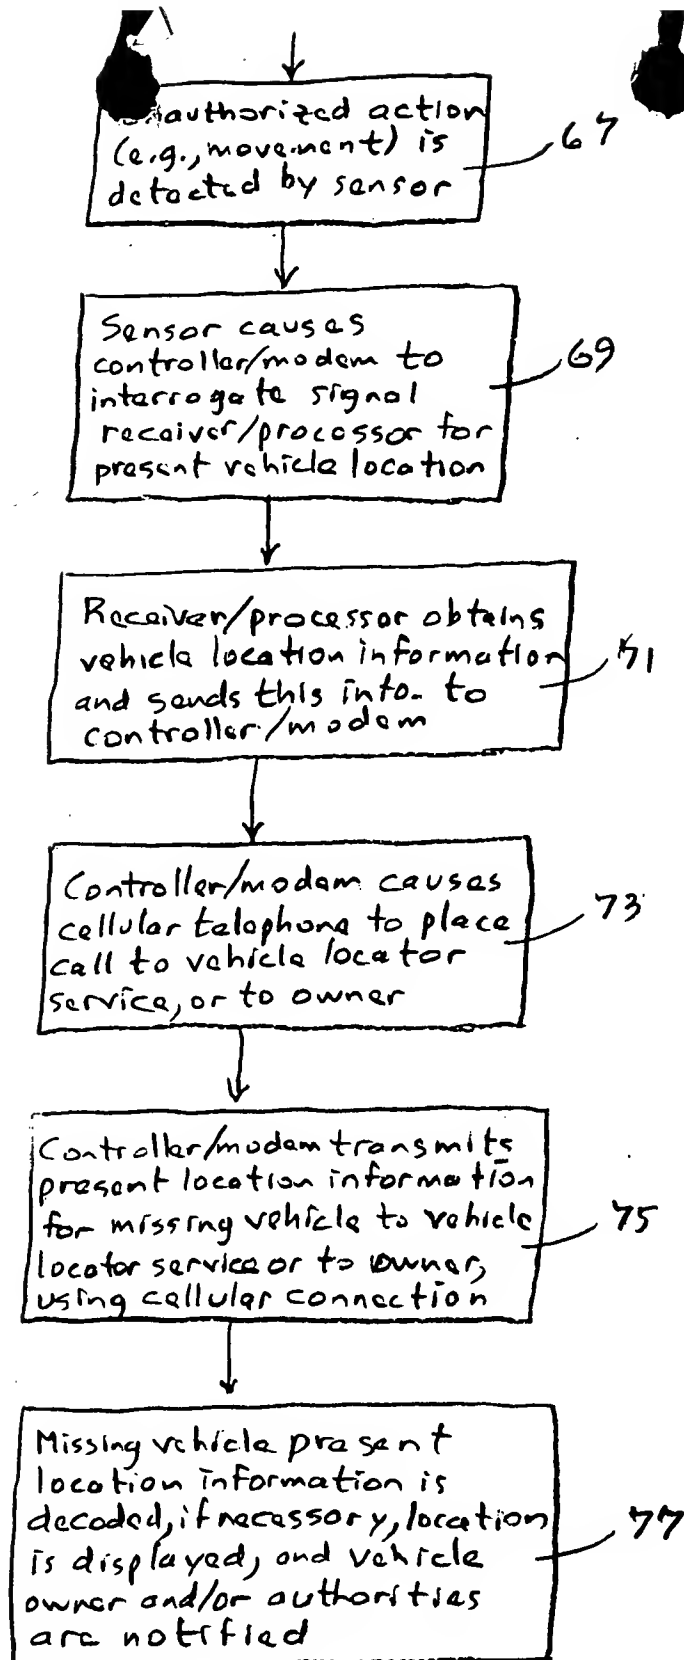 Unauthorized action
(e.g., movement) is
detected by sensor
67
Sensor causes
controller/modem to
interrogate signal
receiver/processor for
present vehicle location
69
Receiver/processor obtains
vehicle location information
and sends this info. to
controller/modem
71
Controller/modem causes
cellular telephone to place
call to vehicle locator
service, or to owner
73
Controller/modem transmits
present location information
for missing vehicle to vehicle
locator service or to owner,
using cellular connection
75
Missing vehicle present
location information is
decoded, if necessary, location
is displayed, and vehicle
owner and/or authorities
are notified
77